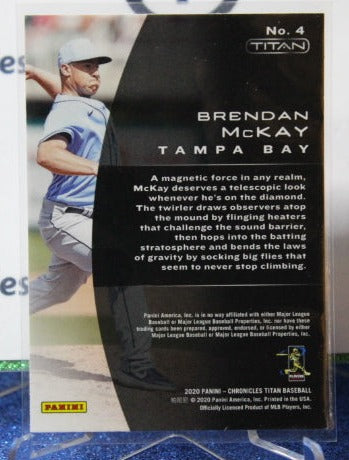 No. 4
TITAN
BRENDAN
McKAY
TAMPA BAY
A magnetic force in any realm,
McKay deserves a telescopic look
whenever he's on the diamond.
The twirler draws observers atop
the mound by flinging heaters
that challenge the sound barrier,
then hops into the batting
stratosphere and bends the laws
of gravity by socking big flies that
seem to never stop climbing.
Panini America, Inc. is in no way affiliated with either Major League
Baseball or Major League Baseball Properties, Inc. nor have these
trading cards been prepared, approved, endorsed, or licensed by either
Major League Baseball or Major League Baseball Properties, Inc.
PANINI
2020 PANINI – CHRONICLES TITAN BASEBALL
© 2020 Panini America, Inc. Printed in the USA.
Officially Licensed Product of MLB Players, Inc.